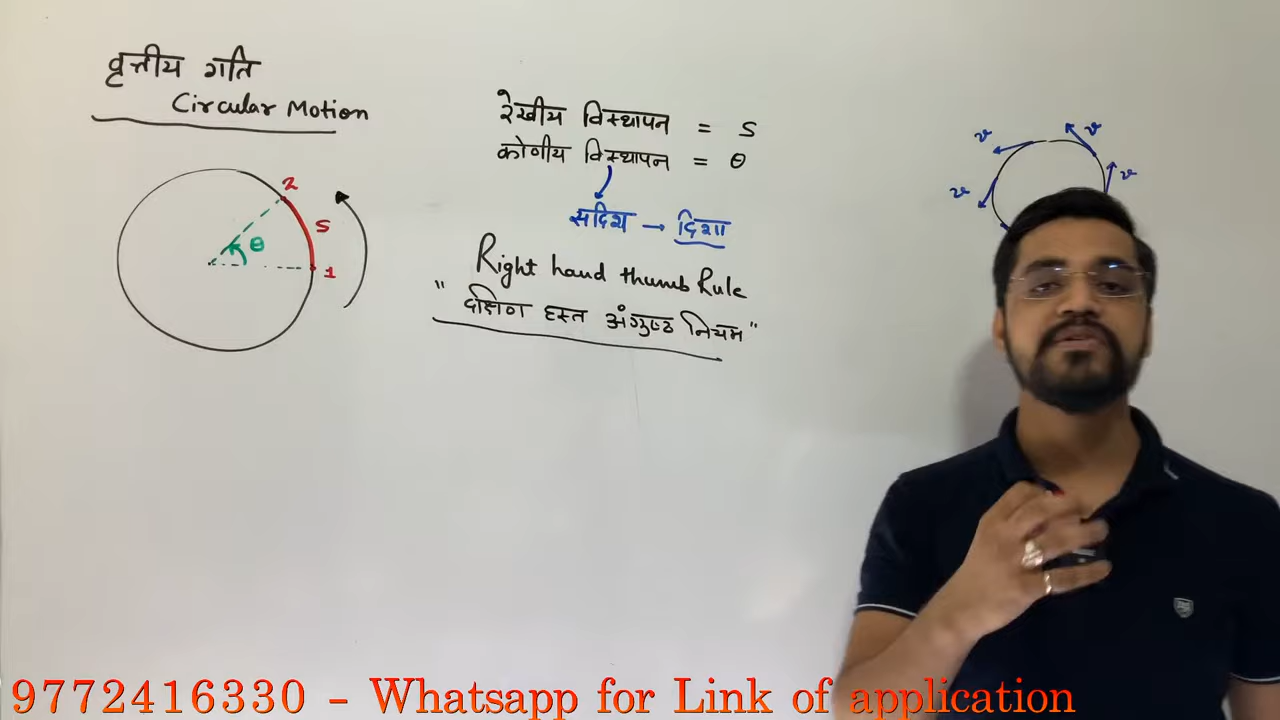 वृत्तीय गति
Circular Motion
रेखीय विस्थापन = S
कोणीय विस्थापन = θ
सदिश → दिशा
Right hand thumb Rule
"दक्षिण हस्त अंगुष्ठ नियम"
2
S
θ
1
v
v
v
v
9772416330 - Whatsapp for Link of application